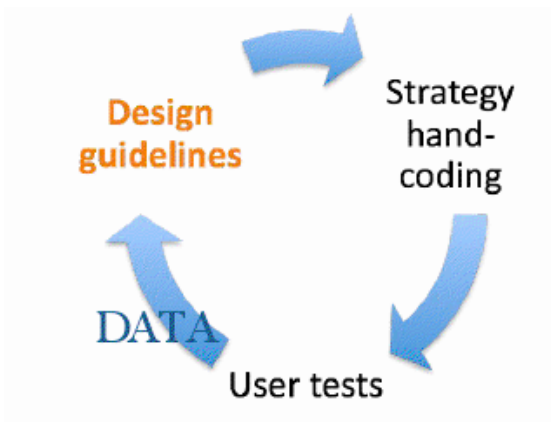 Design
guidelines
Strategy
hand-
coding
DATA
User tests